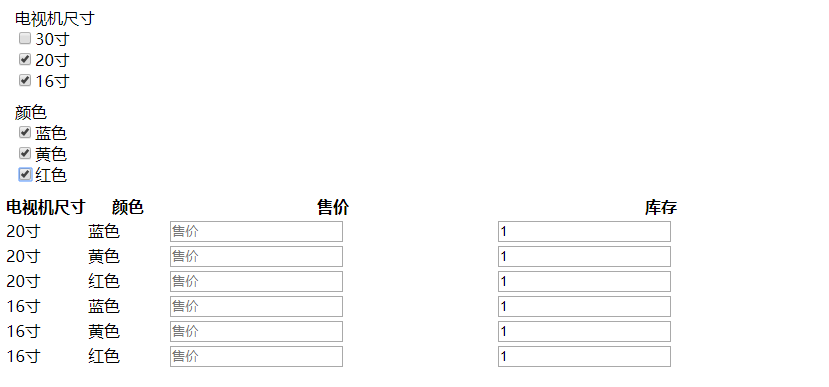 电视机尺寸
30寸
20寸
16寸
颜色
蓝色
黄色
红色
电视机尺寸 颜色 售价 库存
20寸 蓝色 售价 1
20寸 黄色 售价 1
20寸 红色 售价 1
16寸 蓝色 售价 1
16寸 黄色 售价 1
16寸 红色 售价 1